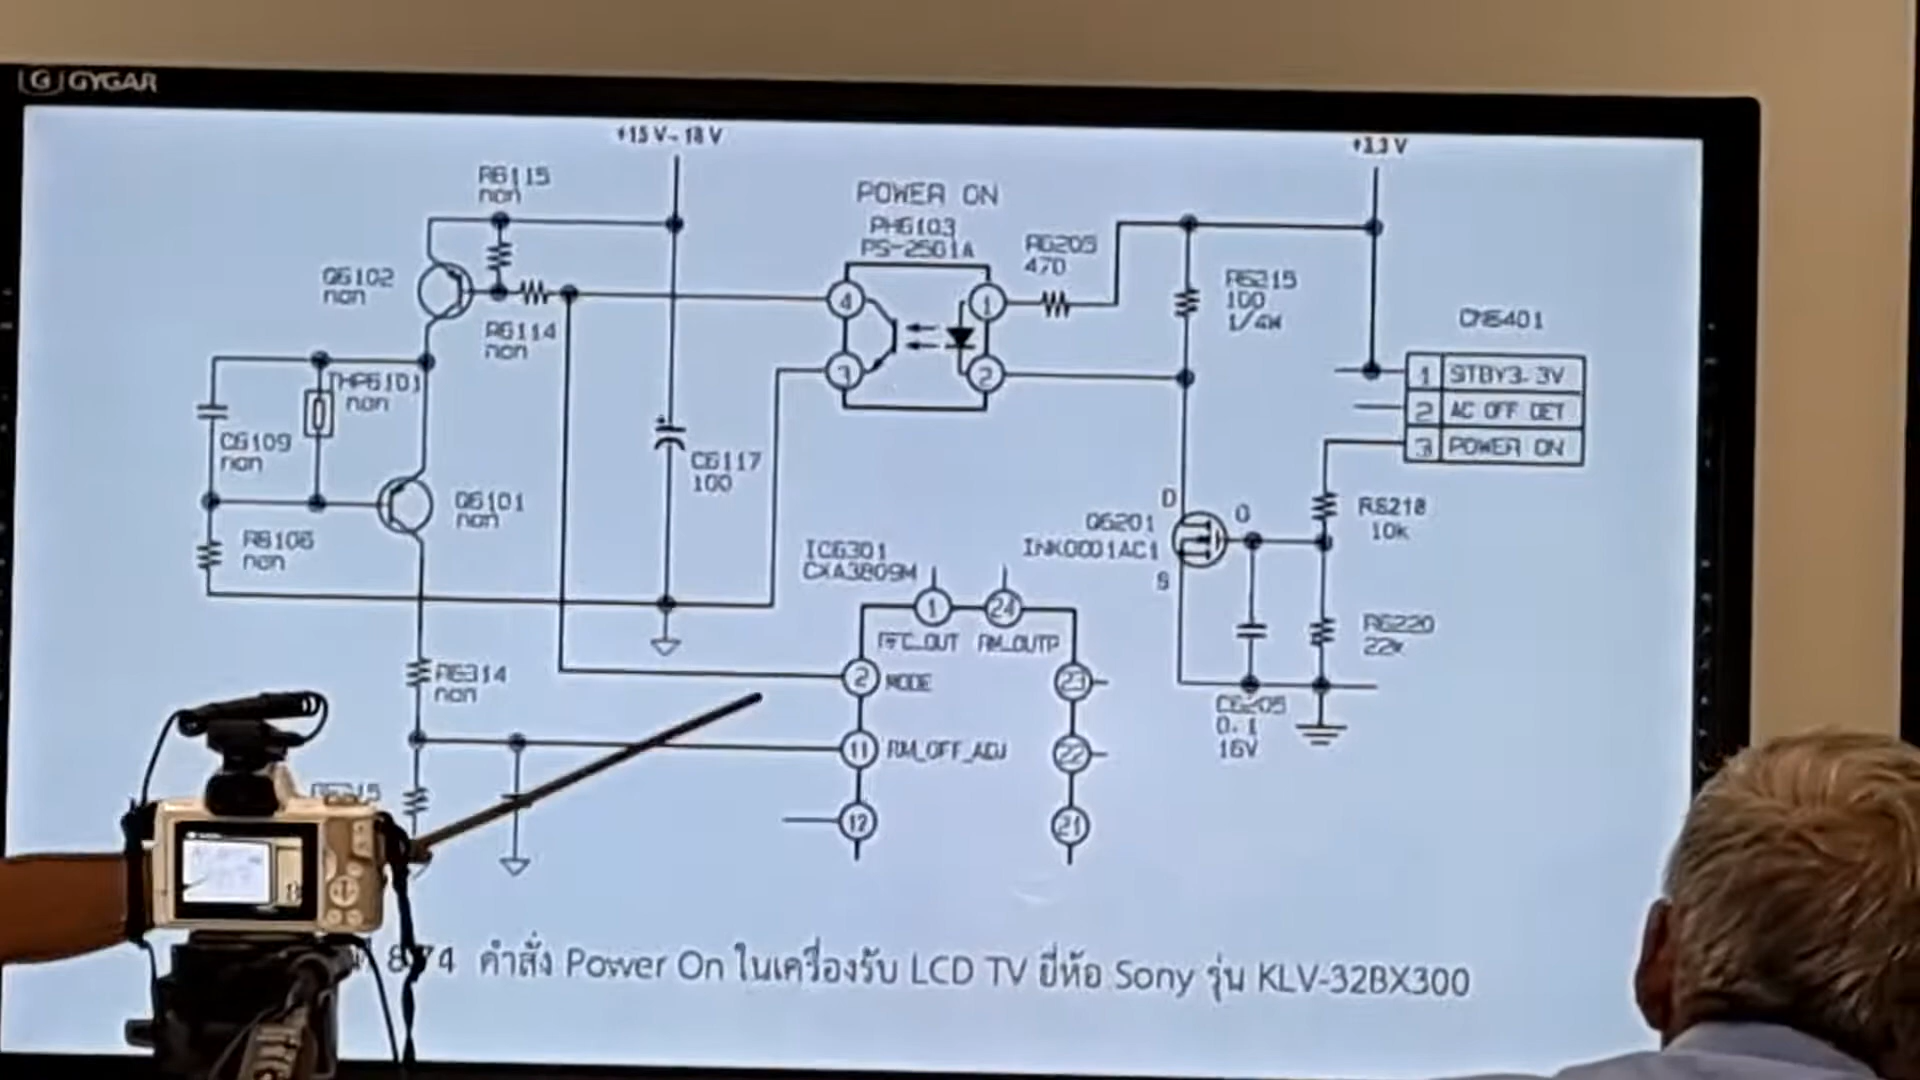 GYGAR
+15 V~ 18 V
+3.3 V
R6115
non
POWER ON
PH6103
PS-2561A
R6209
470
R6215
100
1/4W
Q6102
non
R6114
non
CN6401
1 STBY3.3V
2 AC OFF DET
3 POWER ON
THP6101
non
C6109
non
C6117
100
Q6101
non
R6106
non
4
1
3
2
D
G
S
Q6201
INK0001AC1
R6218
10k
R6220
22k
IC6301
CXA3809M
1
24
PFC_OUT
RM_OUTP
2
MODE
23
C6205
0.1
16V
R6314
non
11
RM_OFF_ADJ
22
12
21
คำสั่ง Power On ในเครื่องรับ LCD TV ยี่ห้อ Sony รุ่น KLV-32BX300